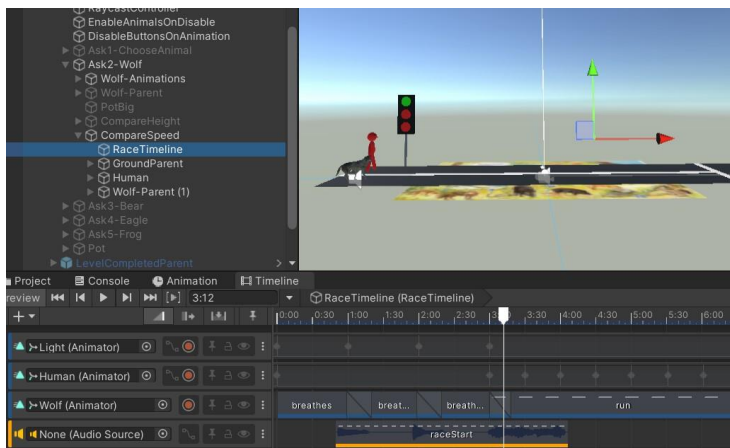 RayCastController
EnableAnimalsOnDisable
DisableButtonsOnAnimation
Ask1-ChooseAnimal
Ask2-Wolf
Wolf-Animations
Wolf-Parent
PotBig
CompareHeight
CompareSpeed
RaceTimeline
GroundParent
Human
Wolf-Parent (1)
Ask3-Bear
Ask4-Eagle
Ask5-Frog
Pot
LevelCompletedParent
Project Console Animation Timeline
review 3:12 RaceTimeline (RaceTimeline)
0:00 0:30 1:00 1:30 2:00 2:30 3:30 4:00 4:30 5:00 5:30 6:00
Light (Animator)
Human (Animator)
Wolf (Animator) breathes breat... breath... run
None (Audio Source) raceStart